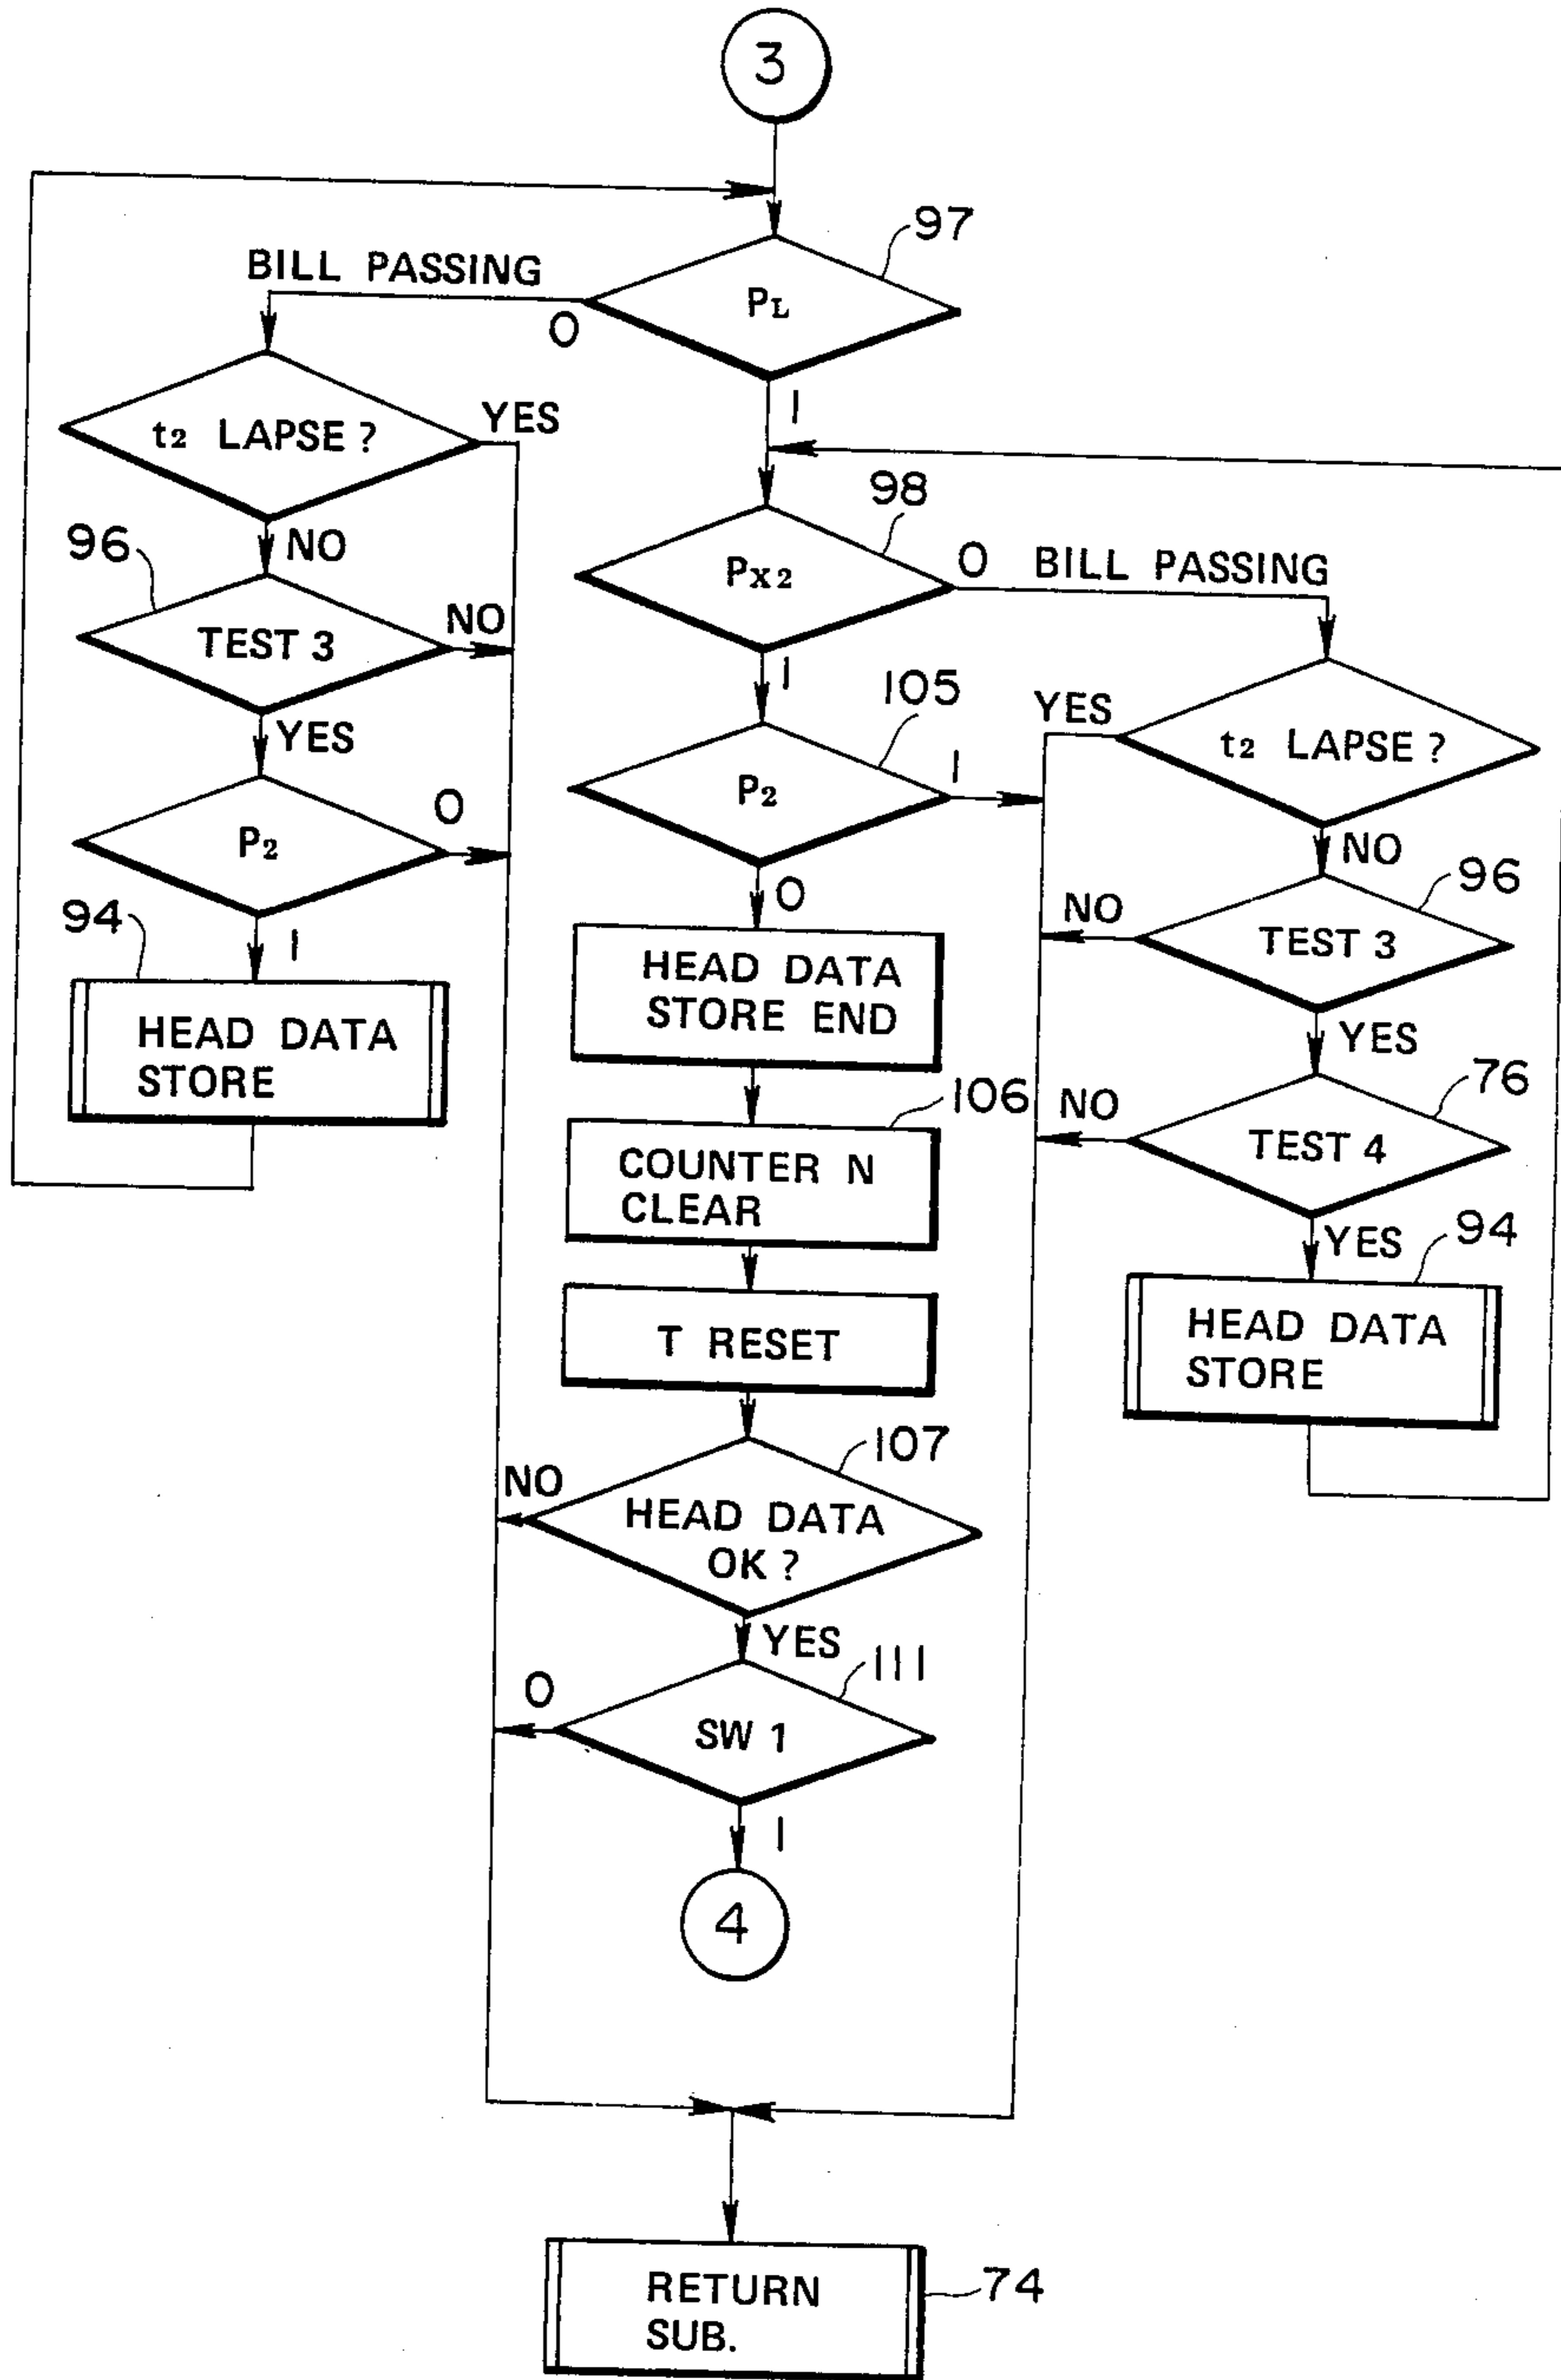 3
97
BILL PASSING
PL
0
1
t2 LAPSE ?
YES
NO
98
PX2
0 BILL PASSING
1
96
TEST 3
NO
YES
105
P2
1
0
YES
t2 LAPSE ?
NO
P2
0
1
94
HEAD DATA
STORE
HEAD DATA
STORE END
96
NO
TEST 3
YES
106
COUNTER N
CLEAR
76
NO
TEST 4
YES
94
HEAD DATA
STORE
T RESET
107
NO
HEAD DATA
OK ?
YES
111
0
SW 1
1
4
RETURN
SUB.
74